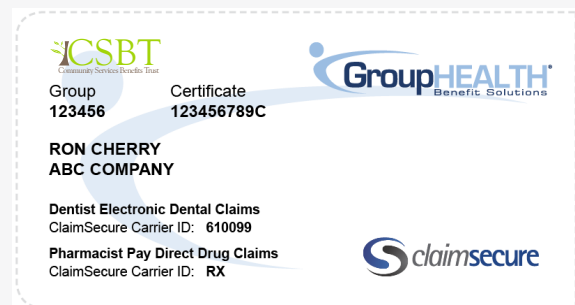 CSBT
Community Services Benefits Trust
GroupHEALTH®
Benefit Solutions
Group Certificate
123456 123456789C
RON CHERRY
ABC COMPANY
Dentist Electronic Dental Claims
ClaimSecure Carrier ID: 610099
Pharmacist Pay Direct Drug Claims
ClaimSecure Carrier ID: RX
claimsecure